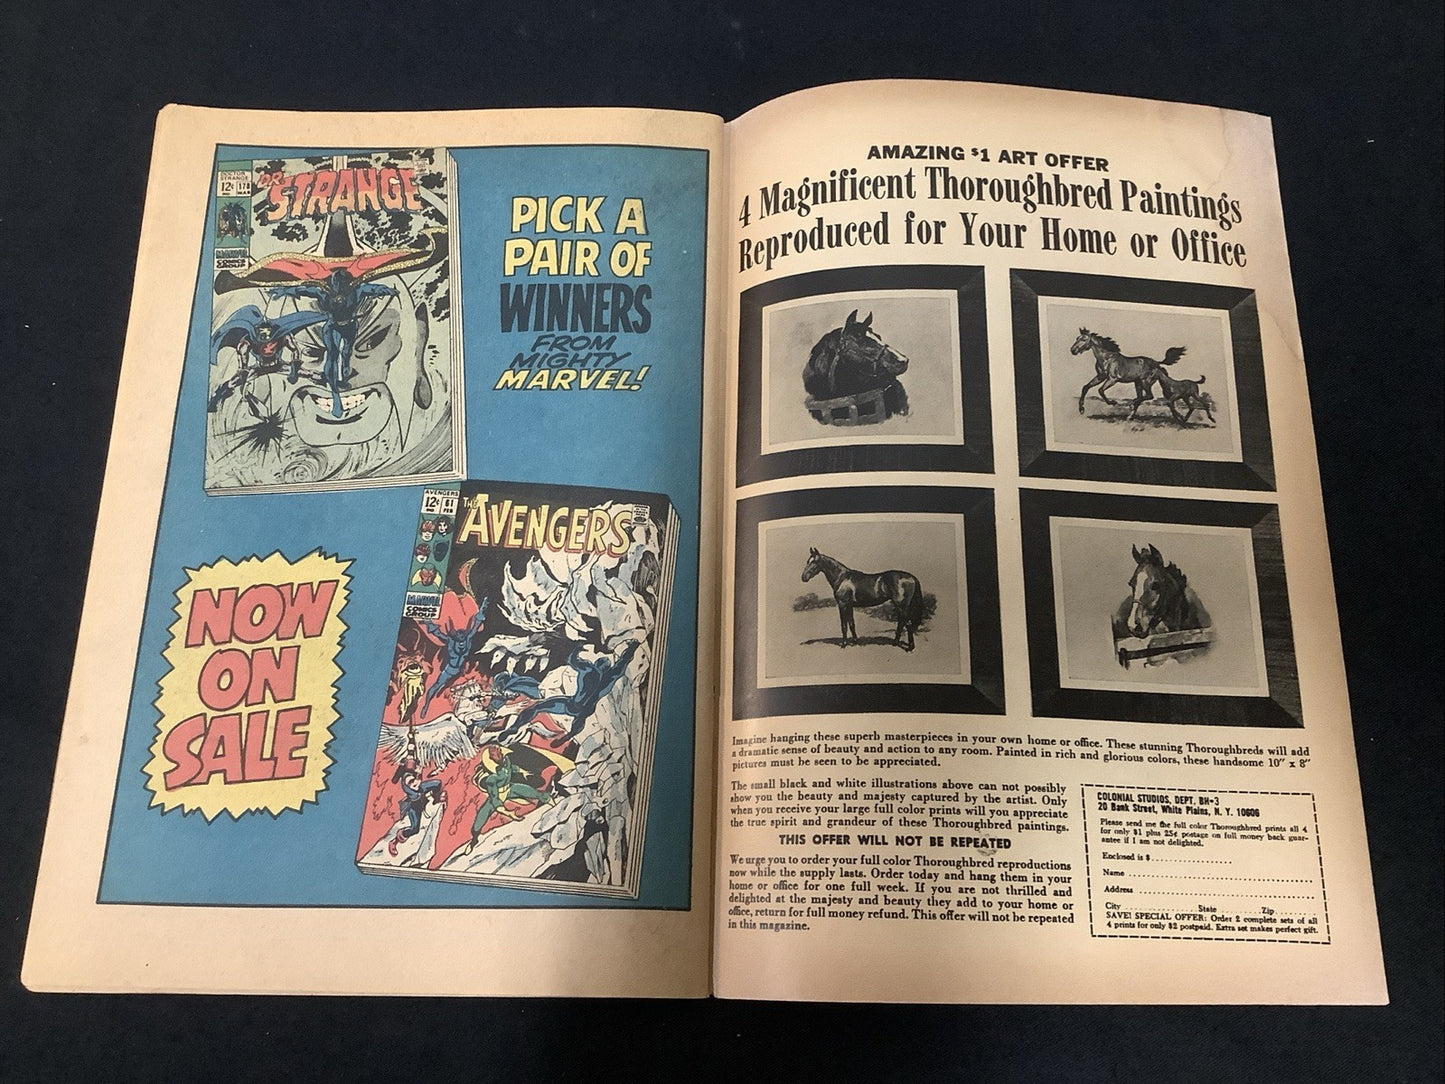 DOCTOR STRANGE
12¢ 178 MAR
DR. STRANGE
MARVEL COMICS GROUP
PICK A
PAIR OF
WINNERS
FROM
MIGHTY
MARVEL!
AVENGERS
12¢ 61 FEB
THE AVENGERS
MARVEL COMICS GROUP
NOW
ON
SALE
AMAZING $1 ART OFFER
4 Magnificent Thoroughbred Paintings
Reproduced for Your Home or Office
Imagine hanging these superb masterpieces in your own home or office. These stunning Thoroughbreds will add
a dramatic sense of beauty and action to any room. Painted in rich and glorious colors, these handsome 10" x 8"
pictures must be seen to be appreciated.
The small black and white illustrations above can not possibly
show you the beauty and majesty captured by the artist. Only
when you receive your large full color prints will you appreciate
the true spirit and grandeur of these Thoroughbred paintings.
THIS OFFER WILL NOT BE REPEATED
We urge you to order your full color Thoroughbred reproductions
now while the supply lasts. Order today and hang them in your
home or office for one full week. If you are not thrilled and
delighted at the majesty and beauty they add to your home or
office, return for full money refund. This offer will not be repeated
in this magazine.
COLONIAL STUDIOS, DEPT. BH-3
20 Bank Street, White Plains, N. Y. 10606
Please send me the full color Thoroughbred prints all 4
for only $1 plus 25¢ postage on full money back guar-
antee if I am not delighted.
Enclosed is $
Name
Address
City State Zip
SAVE! SPECIAL OFFER: Order 2 complete sets of all
4 prints for only $2 postpaid. Extra set makes perfect gift.